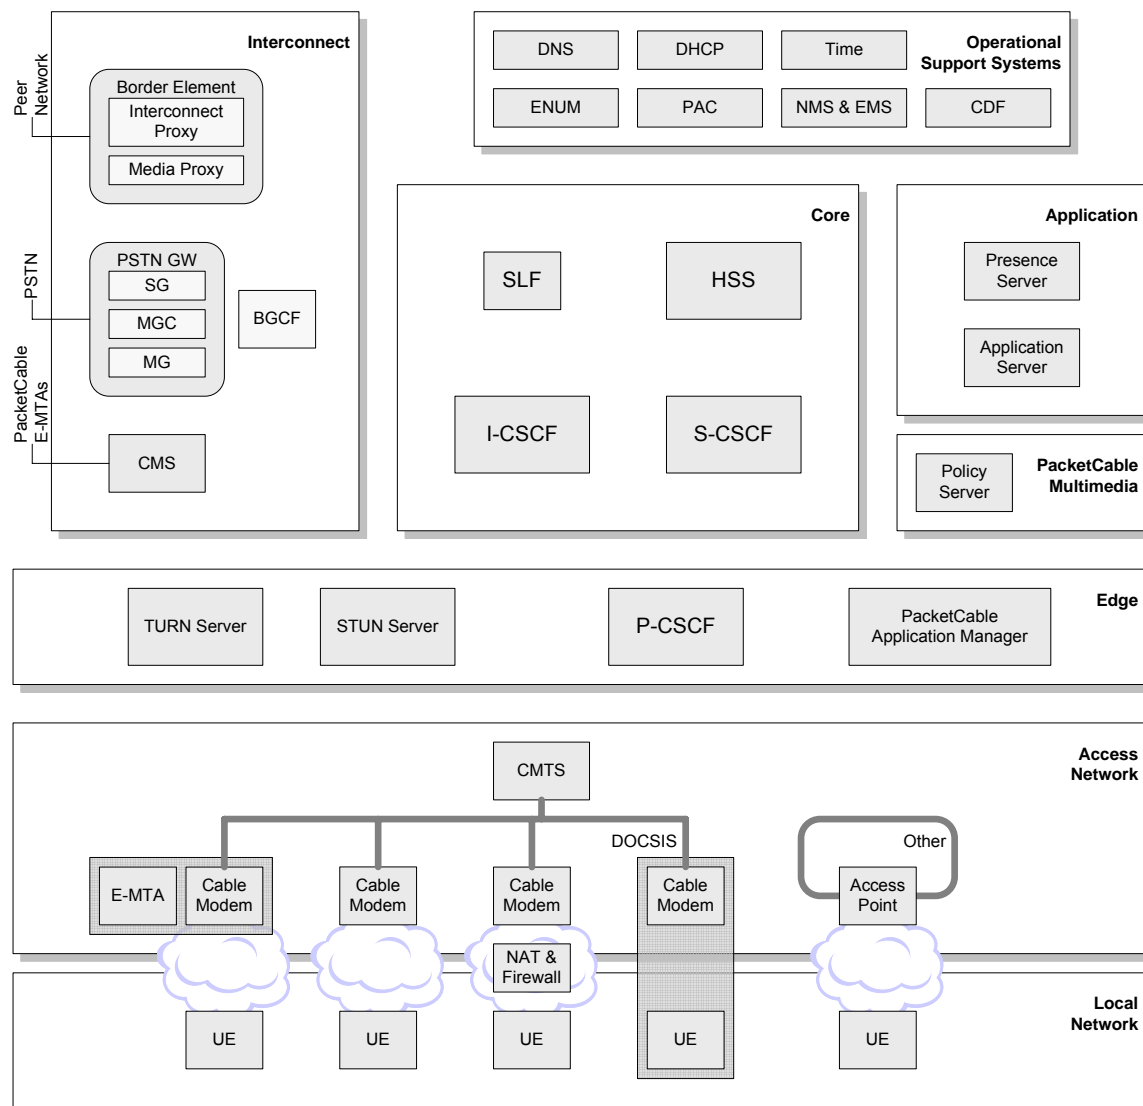 Interconnect
Peer
Network
Border Element
Interconnect
Proxy
Media Proxy
PSTN
PSTN GW
SG
MGC
MG
BGCF
PacketCable
E-MTAs
CMS
Operational
Support Systems
DNS
DHCP
Time
ENUM
PAC
NMS & EMS
CDF
Core
SLF
HSS
I-CSCF
S-CSCF
Application
Presence
Server
Application
Server
PacketCable
Multimedia
Policy
Server
Edge
TURN Server
STUN Server
P-CSCF
PacketCable
Application Manager
Access
Network
CMTS
DOCSIS
Other
E-MTA
Cable
Modem
Cable
Modem
Cable
Modem
Cable
Modem
Access
Point
NAT &
Firewall
Local
Network
UE
UE
UE
UE
UE